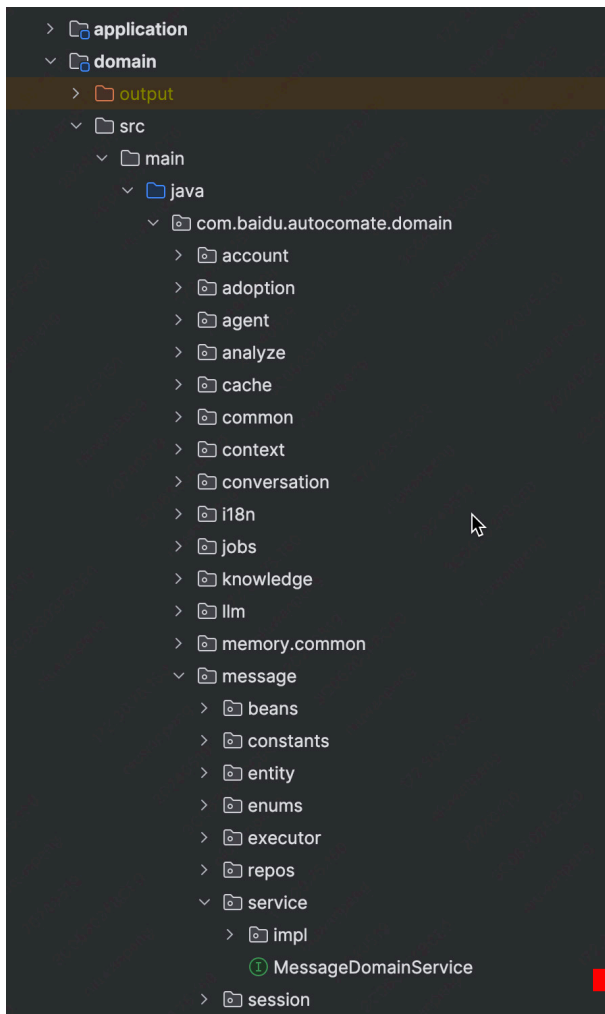 application
domain
output
src
main
java
com.baidu.autocomate.domain
account
adoption
agent
analyze
cache
common
context
conversation
i18n
jobs
knowledge
llm
memory.common
message
beans
constants
entity
enums
executor
repos
service
impl
MessageDomainService
session